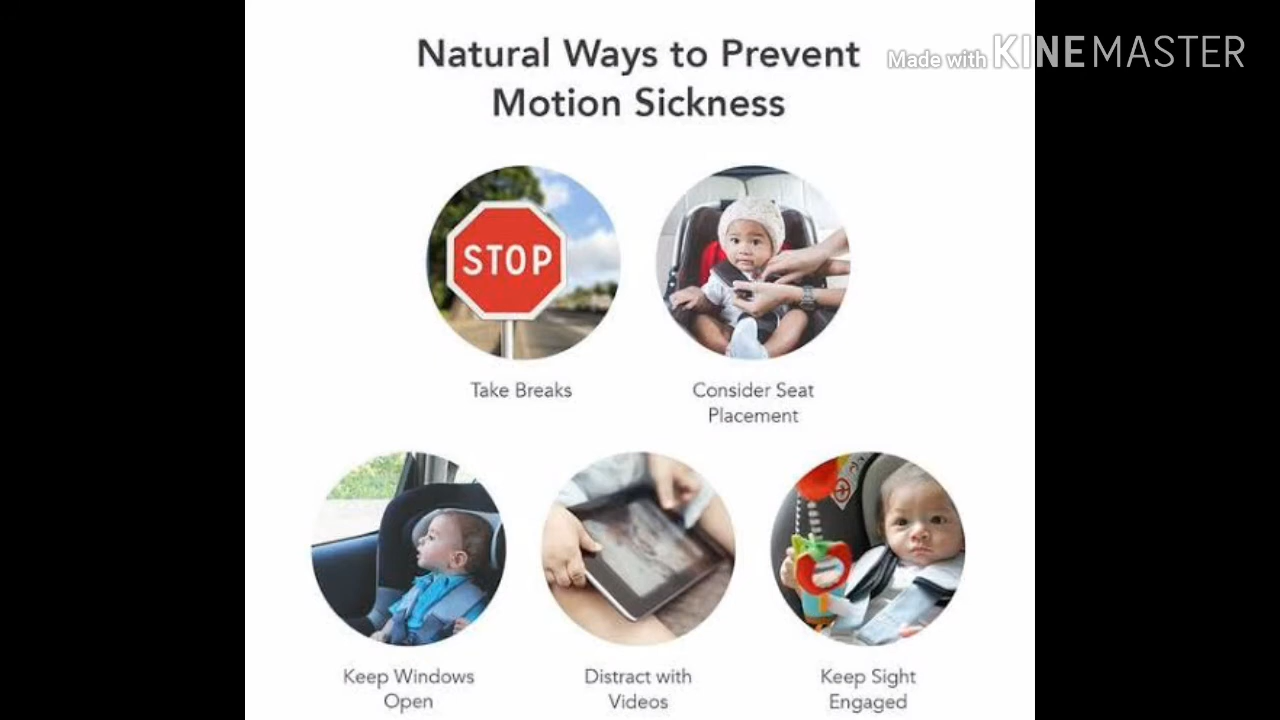 Natural Ways to Prevent
Motion Sickness
Made with KINEMASTER
STOP
Take Breaks
Consider Seat
Placement
Keep Windows
Open
Distract with
Videos
Keep Sight
Engaged